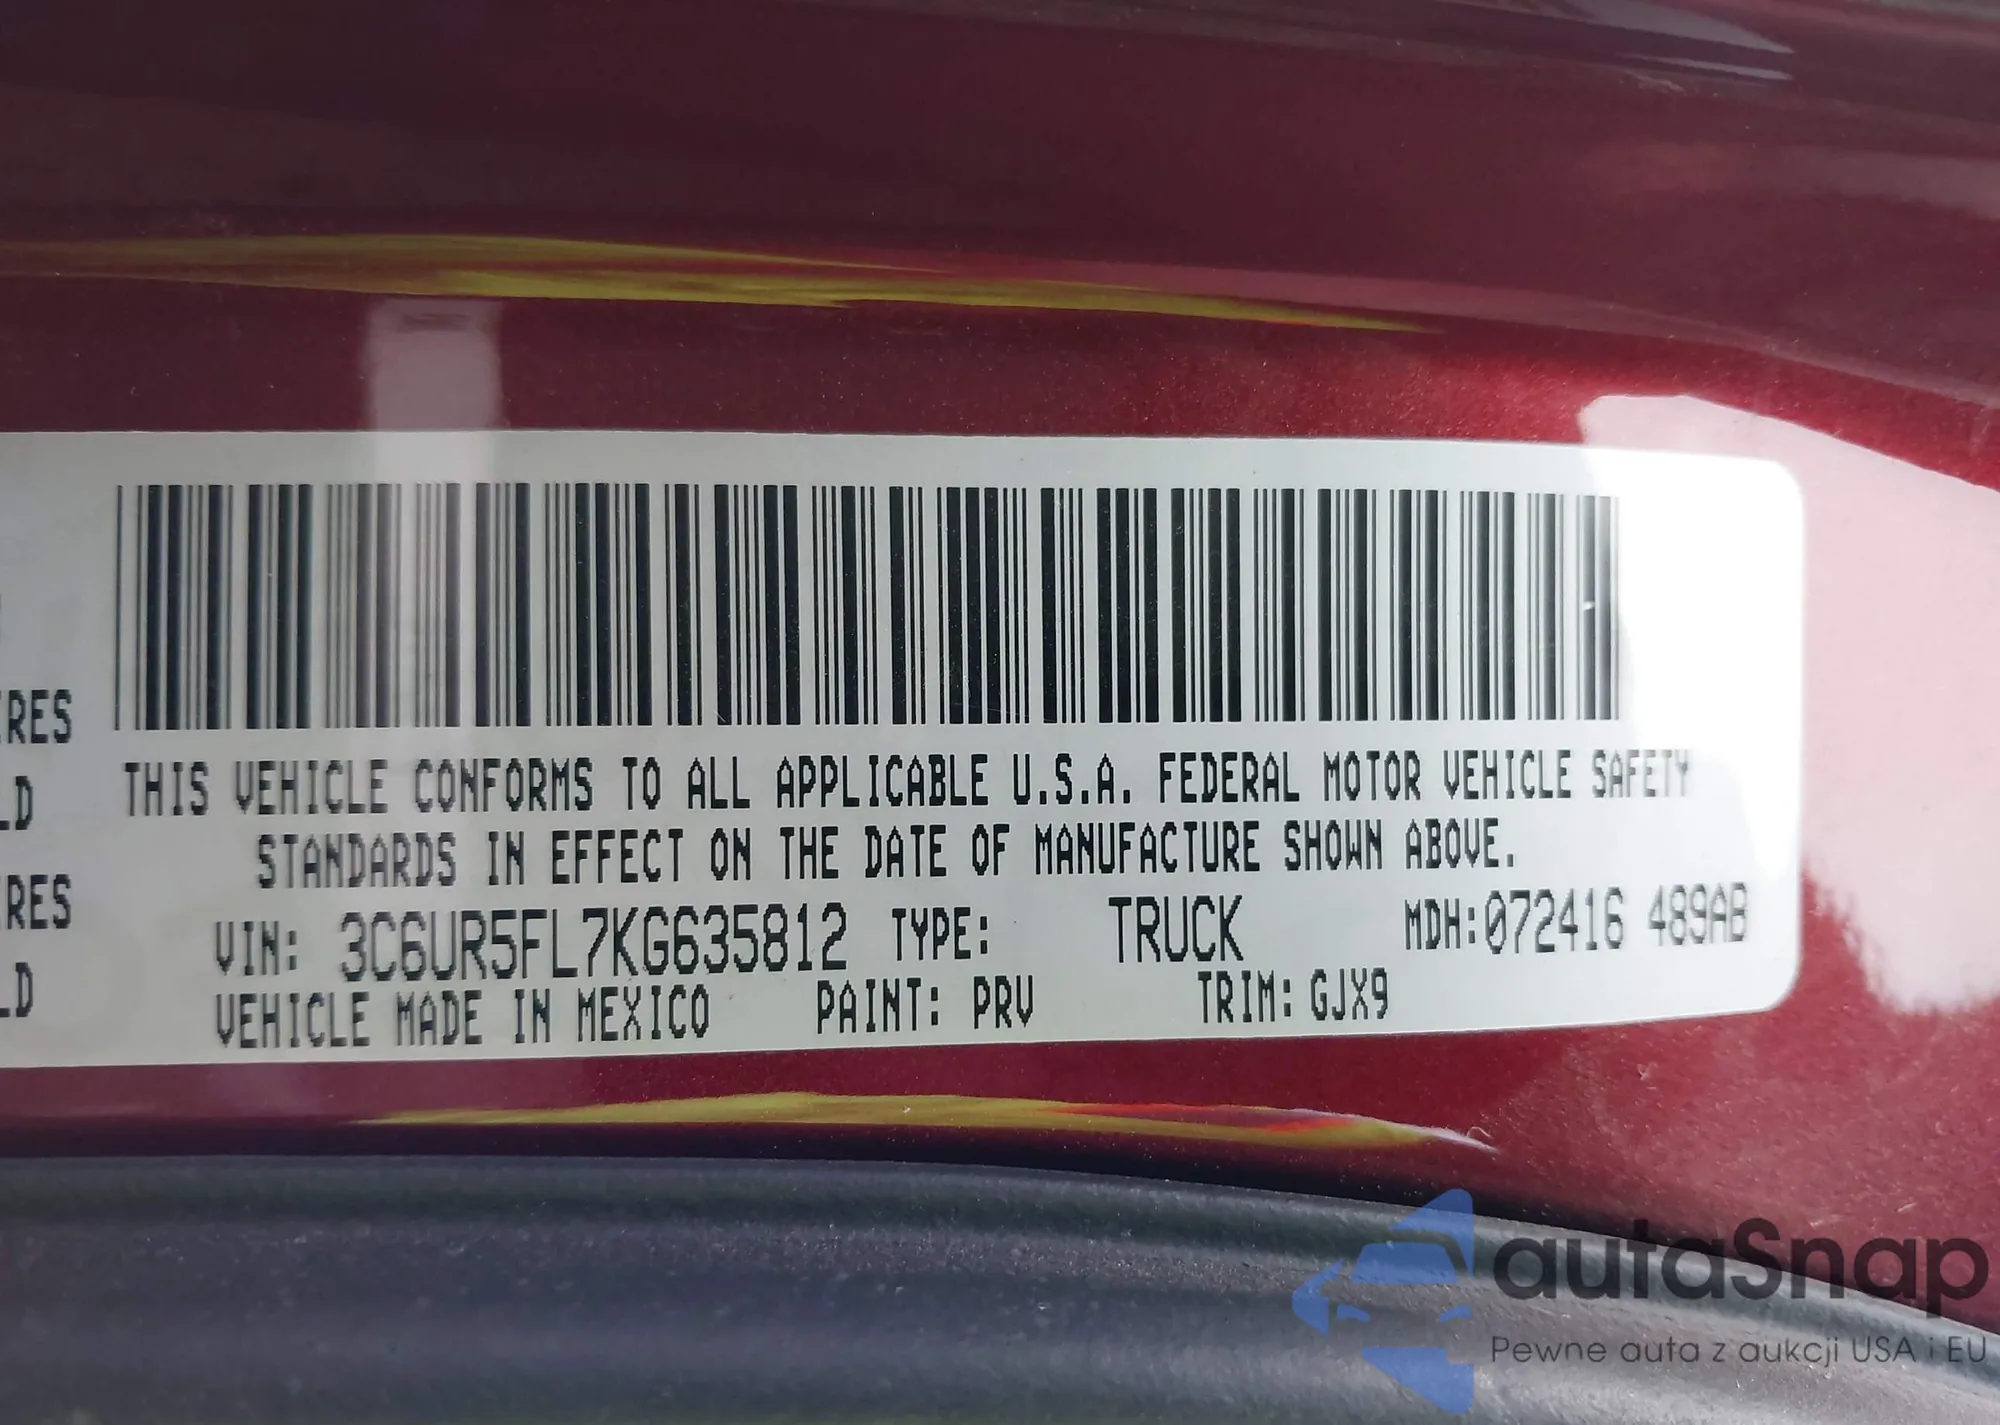 RES
LD
RES
LD
THIS VEHICLE CONFORMS TO ALL APPLICABLE U.S.A. FEDERAL MOTOR VEHICLE SAFETY
STANDARDS IN EFFECT ON THE DATE OF MANUFACTURE SHOWN ABOVE.
VIN: 3C6UR5FL7KG635812 TYPE: TRUCK MDH:072416 489AB
VEHICLE MADE IN MEXICO PAINT: PRV TRIM: GJX9
autaSnap
Pewne auta z aukcji USA i EU